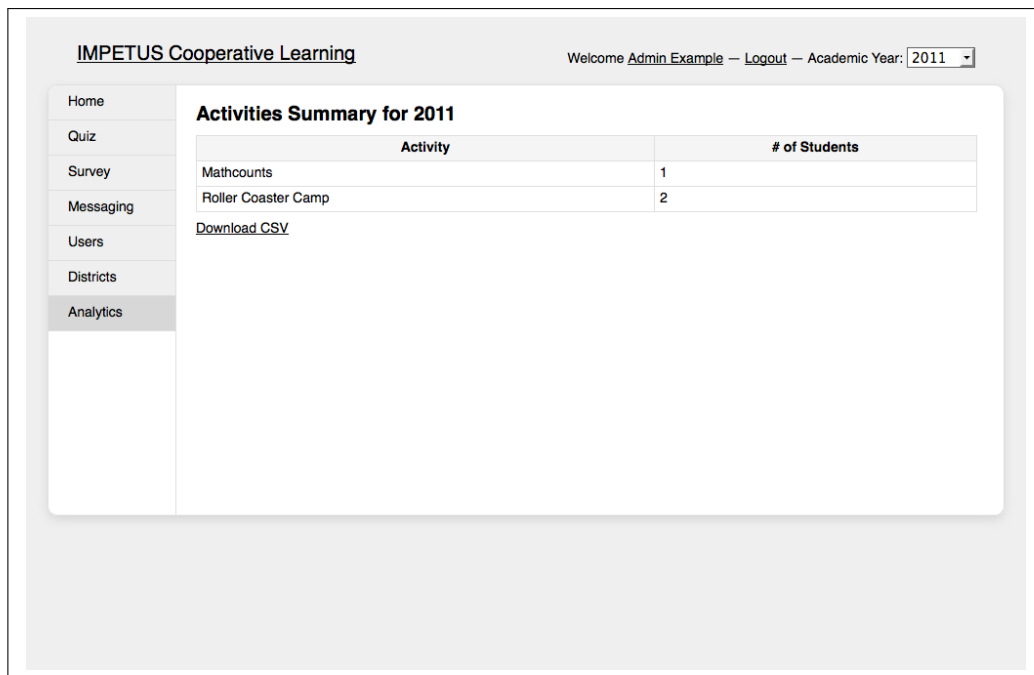 IMPETUS Cooperative Learning
Welcome Admin Example — Logout — Academic Year: 2011
Home
Quiz
Survey
Messaging
Users
Districts
Analytics
Activities Summary for 2011
Activity # of Students
Mathcounts 1
Roller Coaster Camp 2
Download CSV